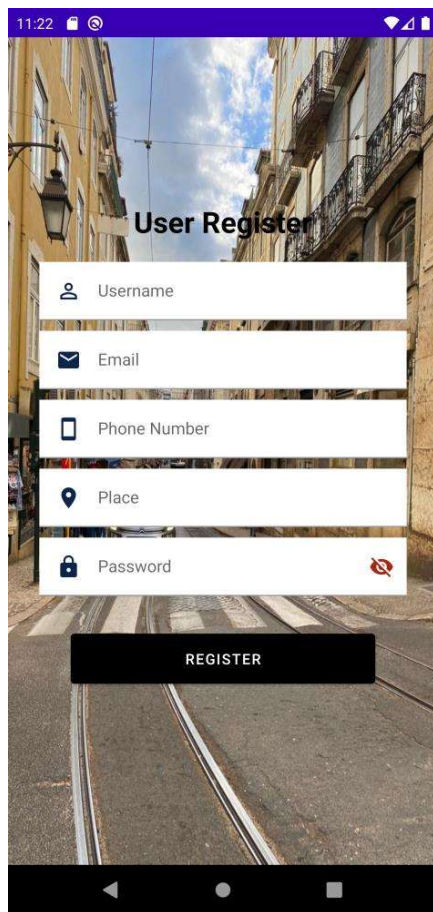 11:22
User Register
Username
Email
Phone Number
Place
Password
REGISTER